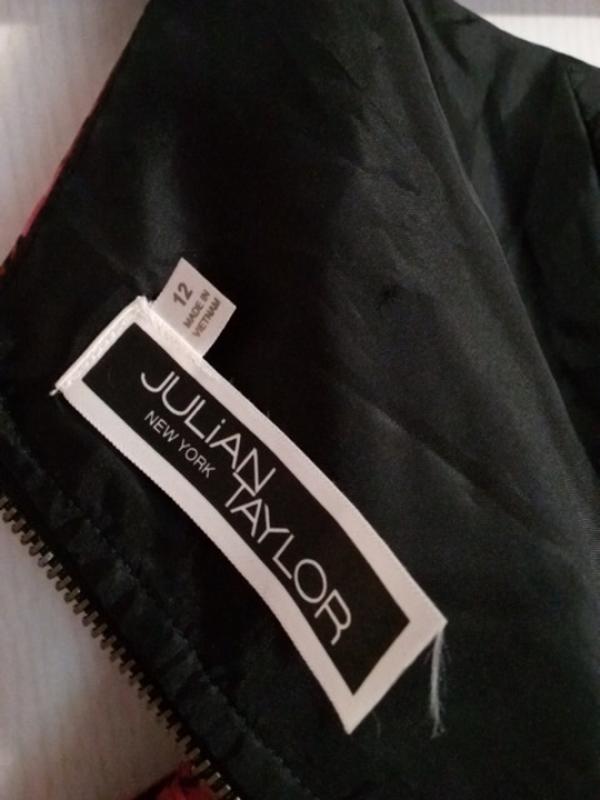 12
MADE IN
VIETNAM
JULiAN
NEW YORK
TAYLOR